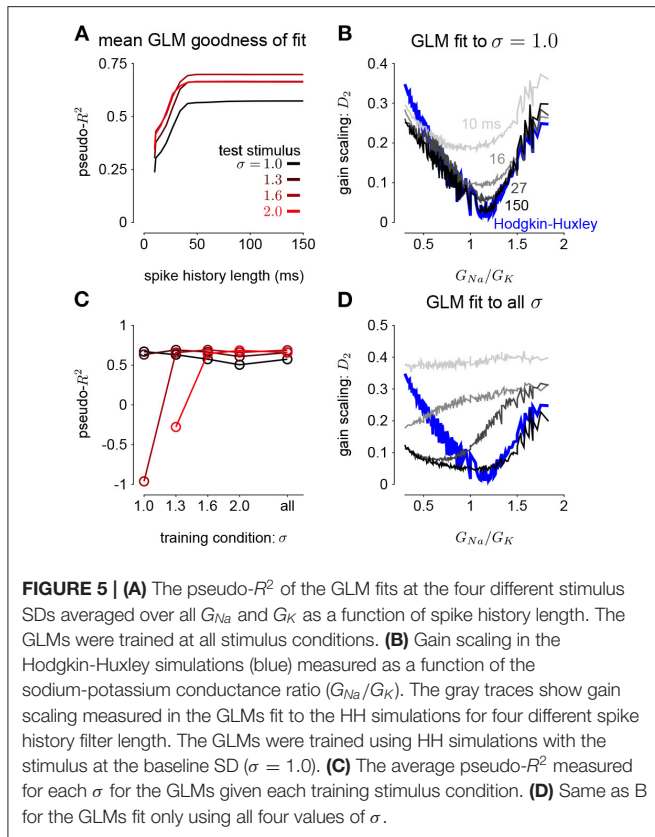 A mean GLM goodness of fit
0.75
0.5
0.25
0
pseudo-R²
test stimulus
σ = 1.0
1.3
1.6
2.0
0 50 100 150
spike history length (ms)
B GLM fit to σ = 1.0
0.4
0.3
0.2
0.1
0
gain scaling: D₂
10 ms
16
27
150
Hodgkin-Huxley
0.5 1 1.5 2
G_Na/G_K
C
1
0.5
0
-0.5
-1
pseudo-R²
1.0 1.3 1.6 2.0 all
training condition: σ
D GLM fit to all σ
0.4
0.3
0.2
0.1
0
gain scaling: D₂
0.5 1 1.5 2
G_Na/G_K
FIGURE 5 | (A) The pseudo-R² of the GLM fits at the four different stimulus
SDs averaged over all G_Na and G_K as a function of spike history length. The
GLMs were trained at all stimulus conditions. (B) Gain scaling in the
Hodgkin-Huxley simulations (blue) measured as a function of the
sodium-potassium conductance ratio (G_Na/G_K). The gray traces show gain
scaling measured in the GLMs fit to the HH simulations for four different spike
history filter length. The GLMs were trained using HH simulations with the
stimulus at the baseline SD (σ = 1.0). (C) The average pseudo-R² measured
for each σ for the GLMs given each training stimulus condition. (D) Same as B
for the GLMs fit only using all four values of σ.